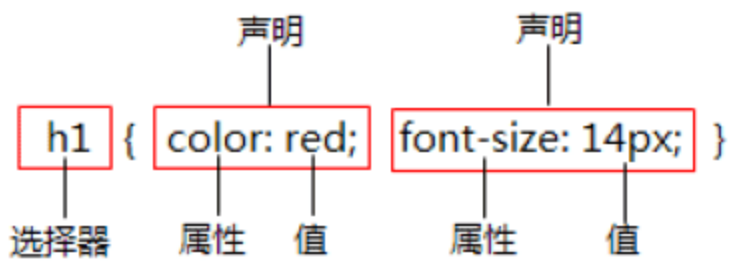 声明 声明
h1 { color: red; font-size: 14px; }
选择器 属性 值 属性 值